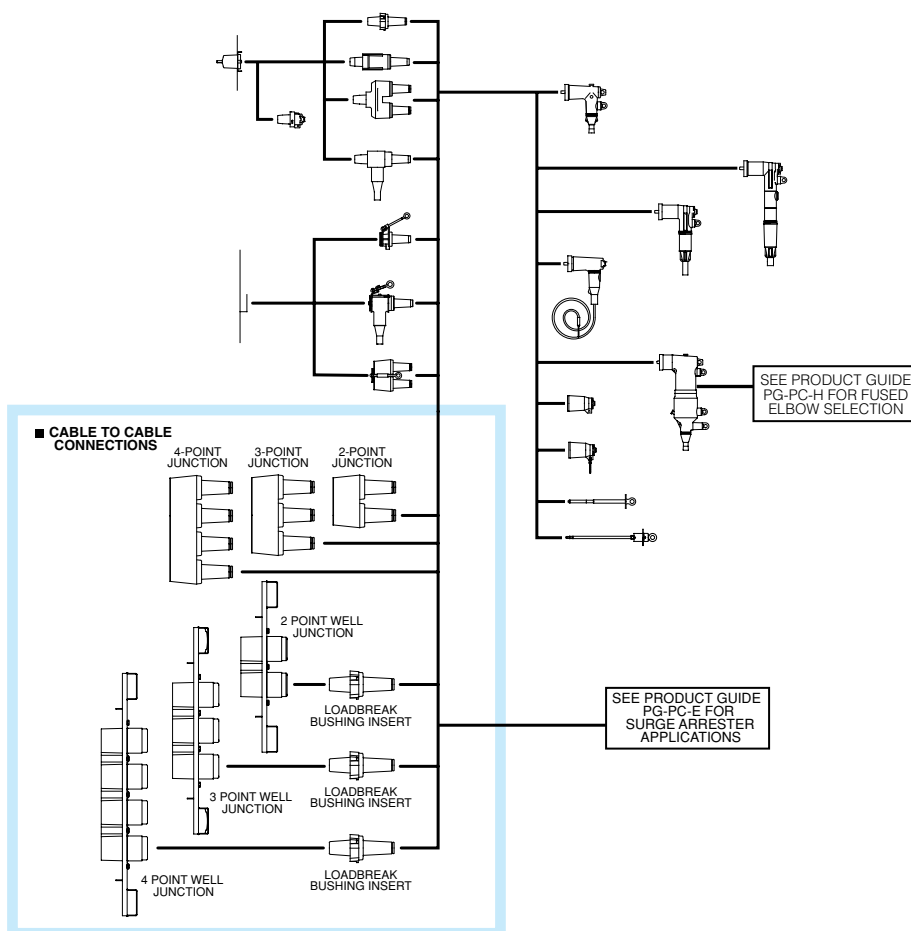 SEE PRODUCT GUIDE
PG-PC-H FOR FUSED
ELBOW SELECTION
■ CABLE TO CABLE
CONNECTIONS
4-POINT
JUNCTION
3-POINT
JUNCTION
2-POINT
JUNCTION
2 POINT WELL
JUNCTION
LOADBREAK
BUSHING INSERT
SEE PRODUCT GUIDE
PG-PC-E FOR
SURGE ARRESTER
APPLICATIONS
3 POINT WELL
JUNCTION
LOADBREAK
BUSHING INSERT
4 POINT WELL
JUNCTION
LOADBREAK
BUSHING INSERT